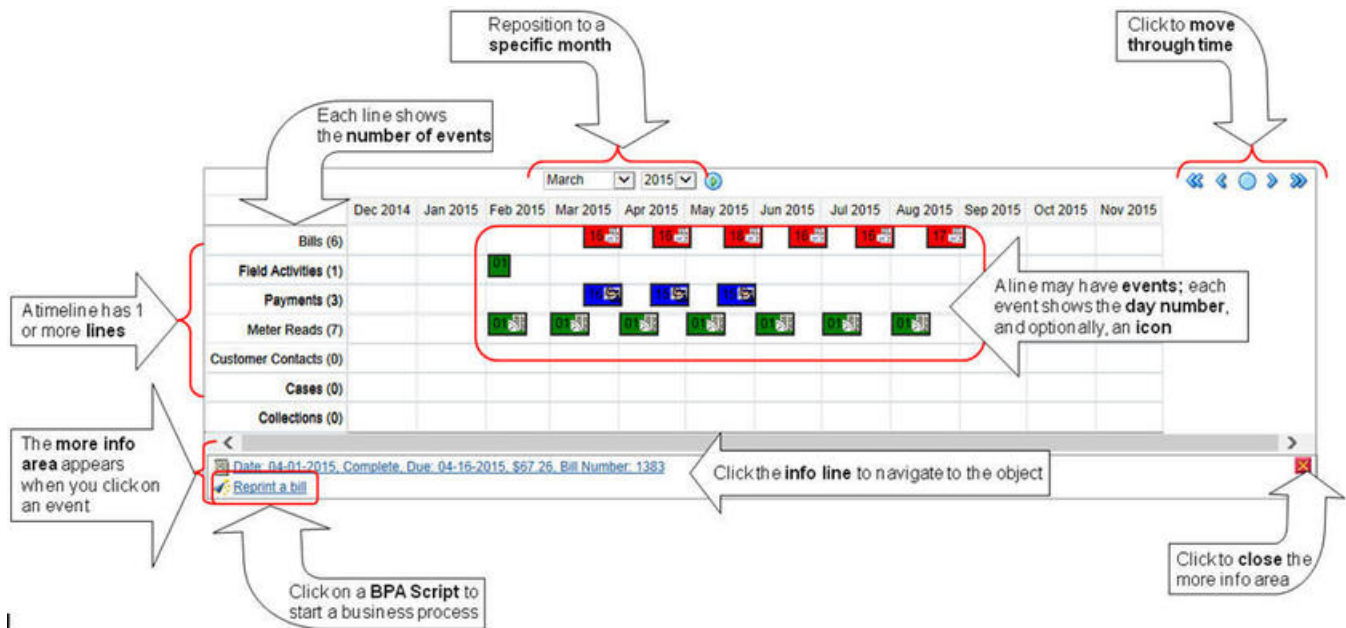 Reposition to a
specific month
Click to move
through time
Each line shows
the number of events
March 2015
Dec 2014 Jan 2015 Feb 2015 Mar 2015 Apr 2015 May 2015 Jun 2015 Jul 2015 Aug 2015 Sep 2015 Oct 2015 Nov 2015
Bills (6) 16 16 18 16 16 17
Field Activities (1) 01
Payments (3)
Meter Reads (7) 01 01 01 01 01 01 01
Customer Contacts (0)
Cases (0)
Collections (0)
A timeline has 1
or more lines
A line may have events; each
event shows the day number,
and optionally, an icon
The more info
area appears
when you click on
an event
Date: 04-01-2015, Complete, Due: 04-16-2015, $67.26, Bill Number: 1383
Reprint a bill
Click the info line to navigate to the object
Click on a BPA Script to
start a business process
Click to close the
more info area